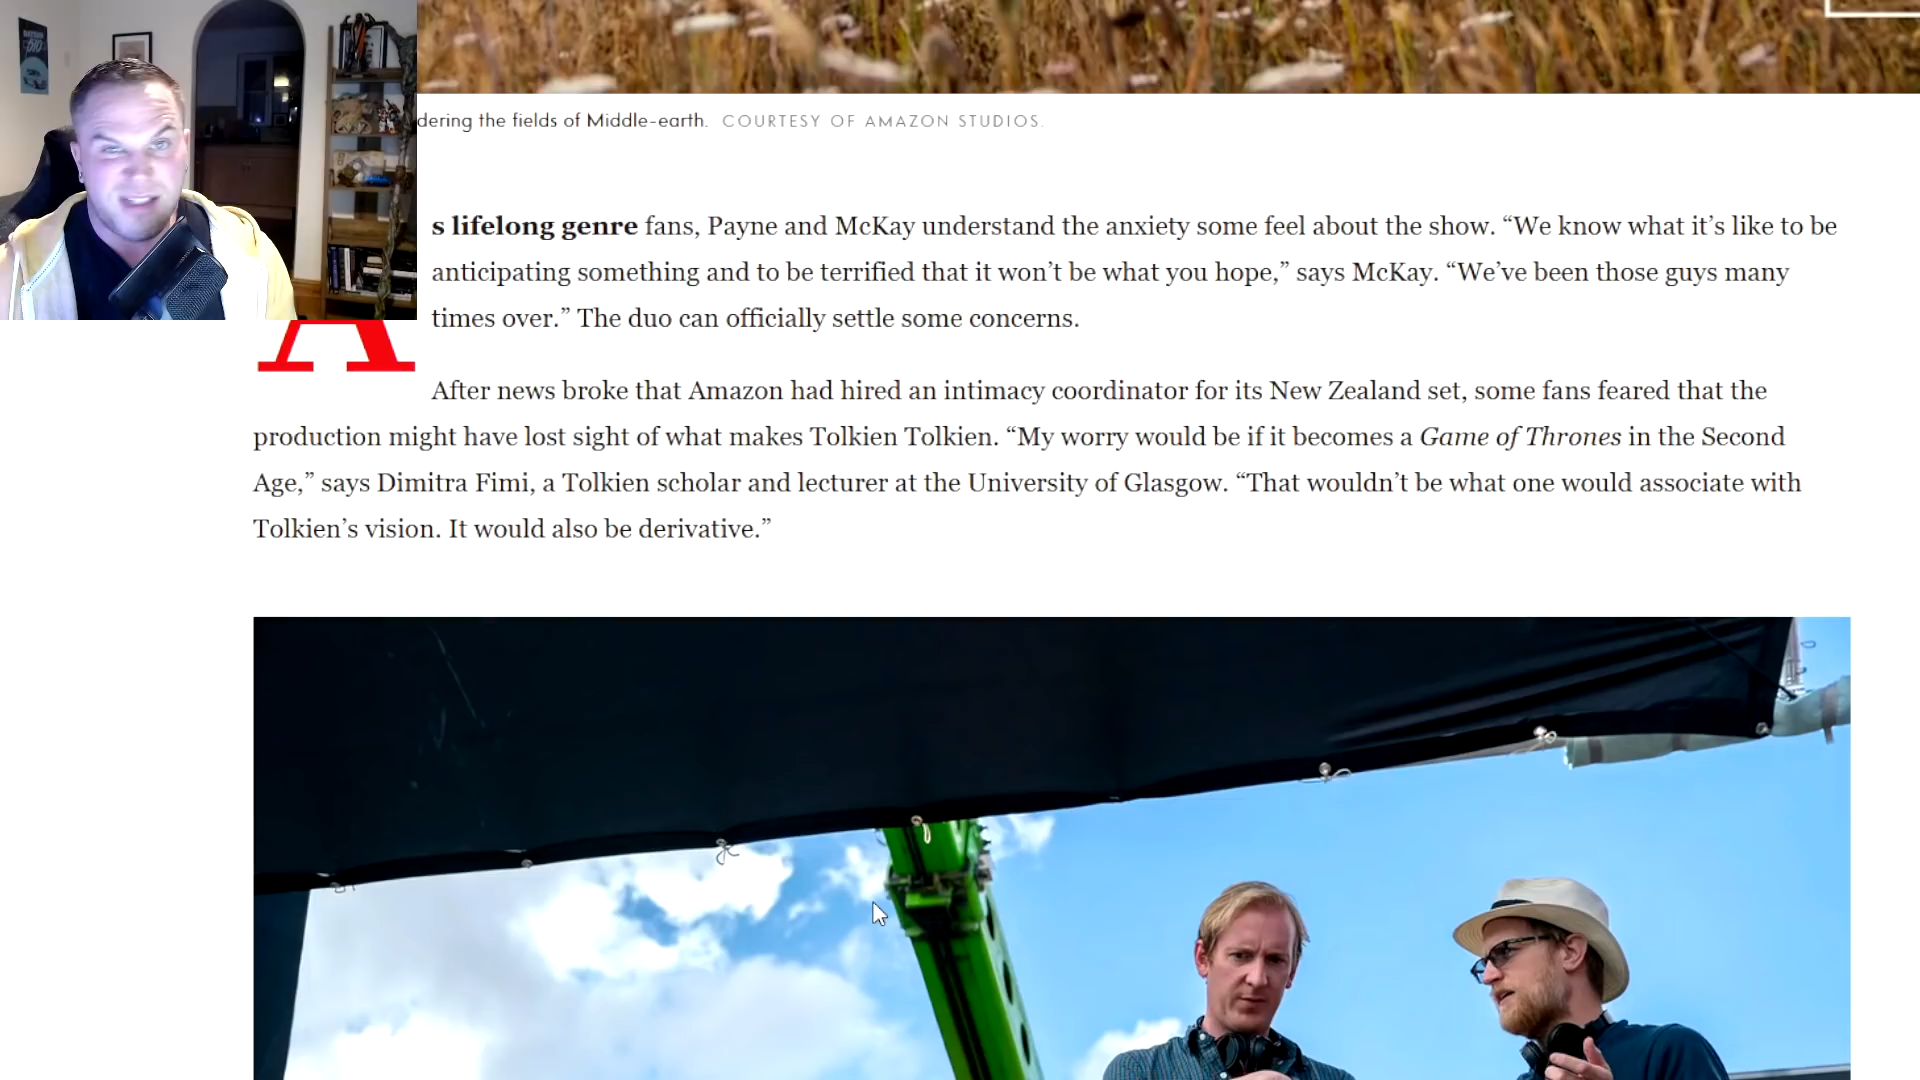 DATSUN
510
dering the fields of Middle-earth. COURTESY OF AMAZON STUDIOS.
As lifelong genre fans, Payne and McKay understand the anxiety some feel about the show. “We know what it’s like to be
anticipating something and to be terrified that it won’t be what you hope,” says McKay. “We’ve been those guys many
times over.” The duo can officially settle some concerns.
After news broke that Amazon had hired an intimacy coordinator for its New Zealand set, some fans feared that the
production might have lost sight of what makes Tolkien Tolkien. “My worry would be if it becomes a Game of Thrones in the Second
Age,” says Dimitra Fimi, a Tolkien scholar and lecturer at the University of Glasgow. “That wouldn’t be what one would associate with
Tolkien’s vision. It would also be derivative.”